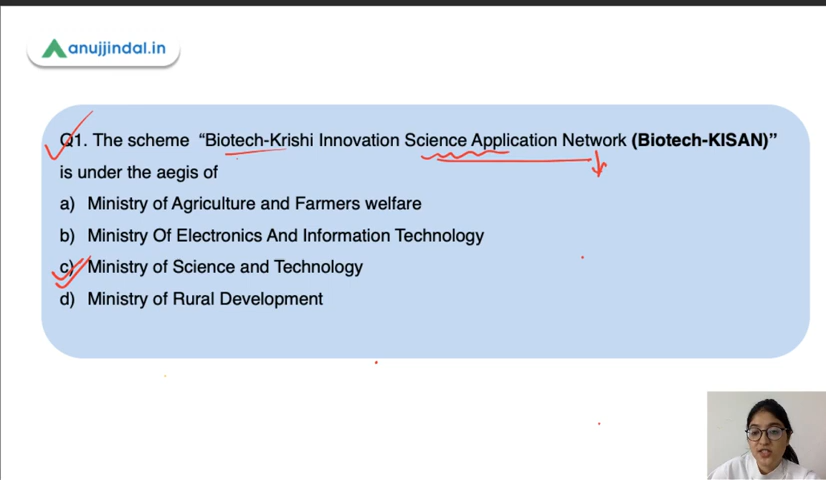 anujjindal.in
Q1. The scheme “Biotech-Krishi Innovation Science Application Network (Biotech-KISAN)”
is under the aegis of
a) Ministry of Agriculture and Farmers welfare
b) Ministry Of Electronics And Information Technology
c) Ministry of Science and Technology
d) Ministry of Rural Development